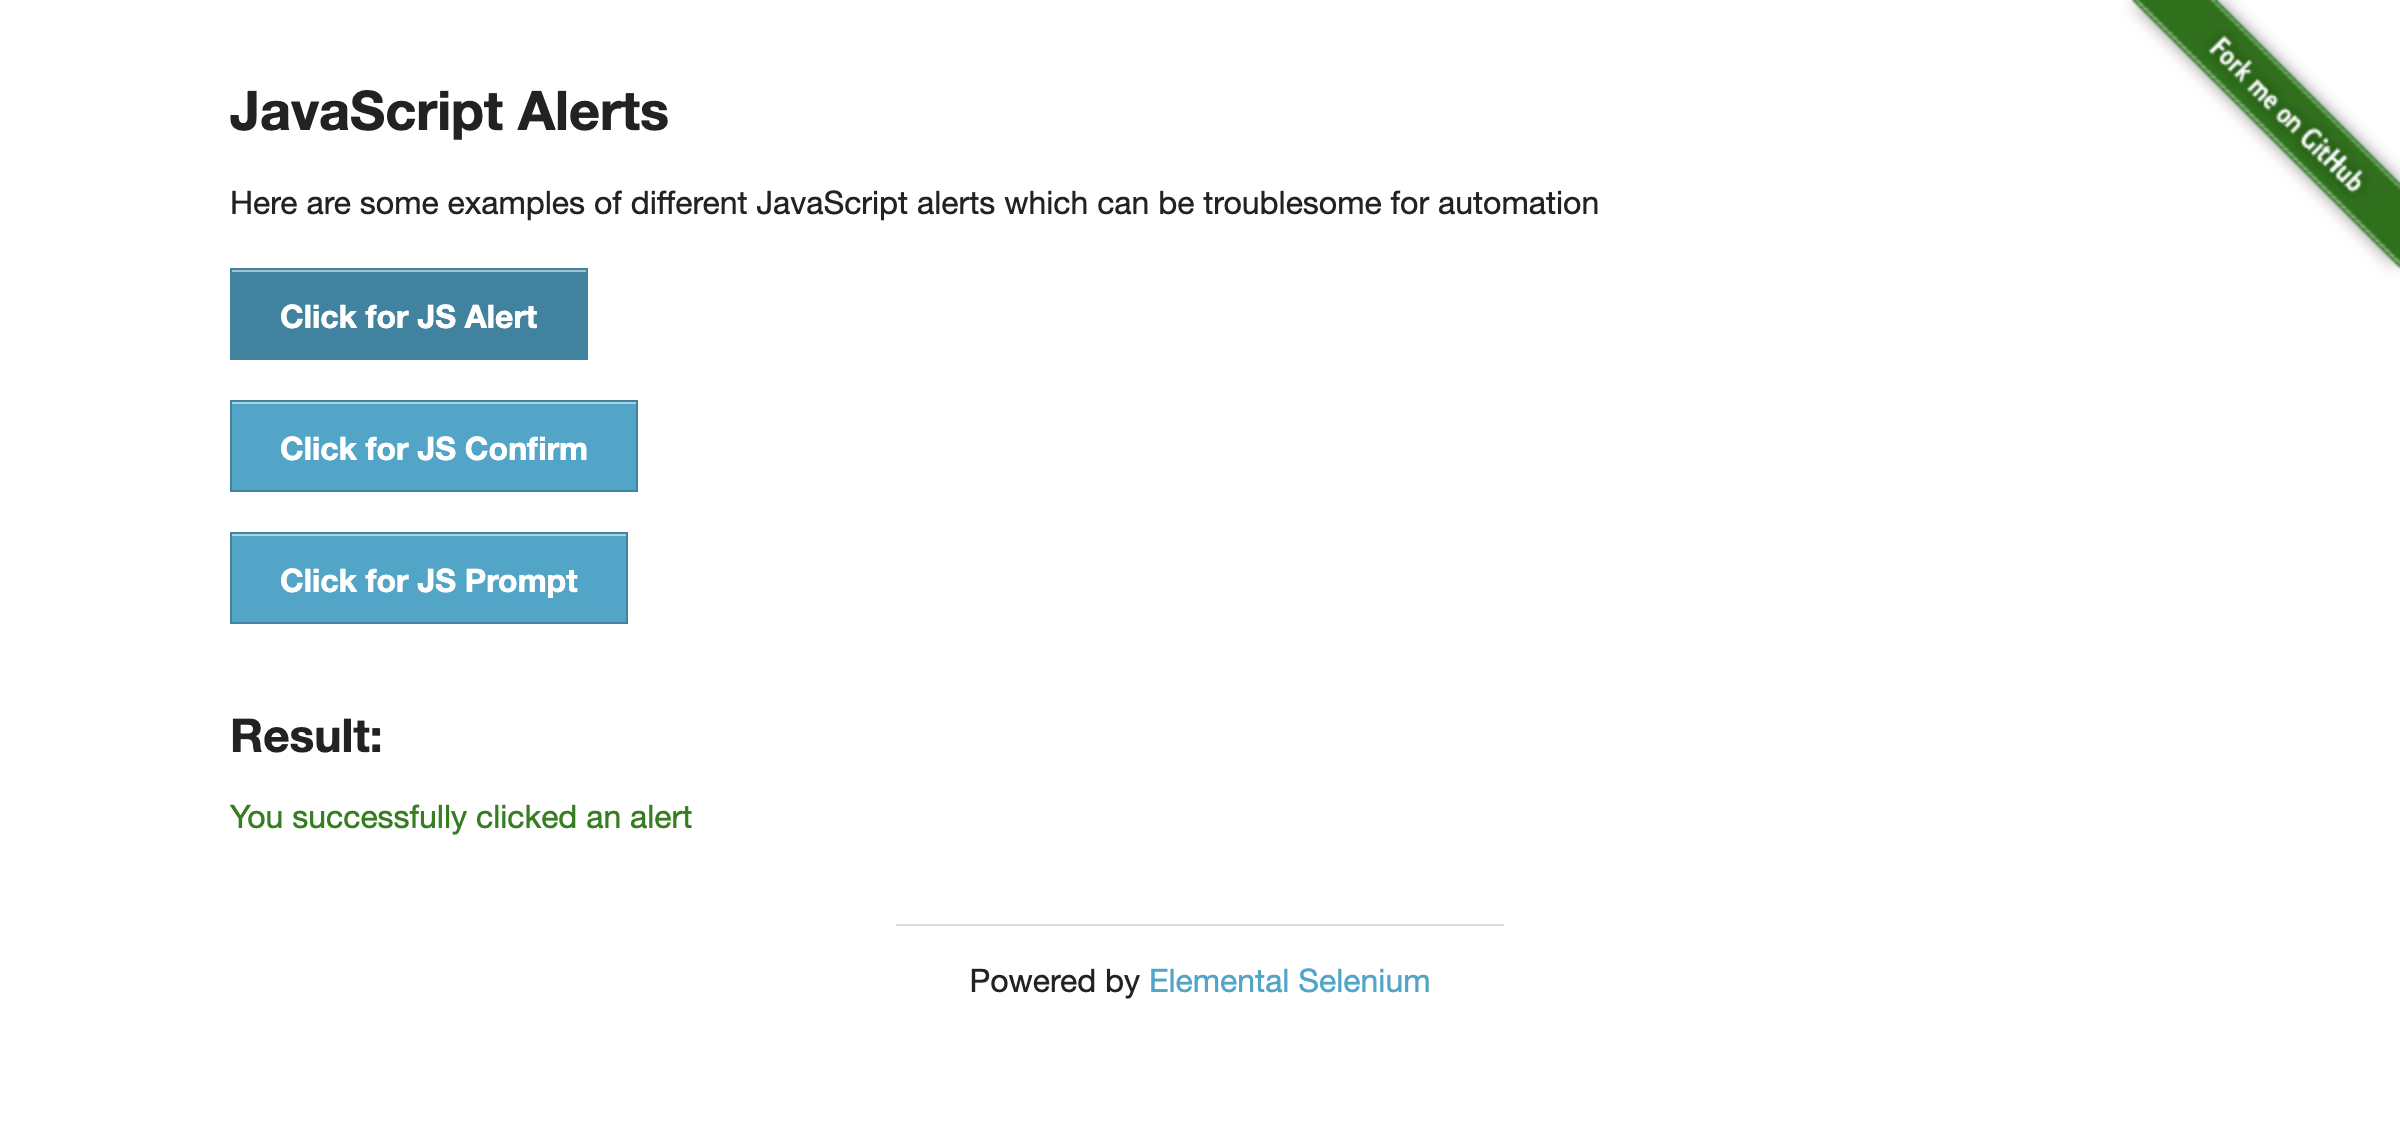 Fork me on GitHub
JavaScript Alerts
Here are some examples of different JavaScript alerts which can be troublesome for automation
Click for JS Alert
Click for JS Confirm
Click for JS Prompt
Result:
You successfully clicked an alert
Powered by Elemental Selenium